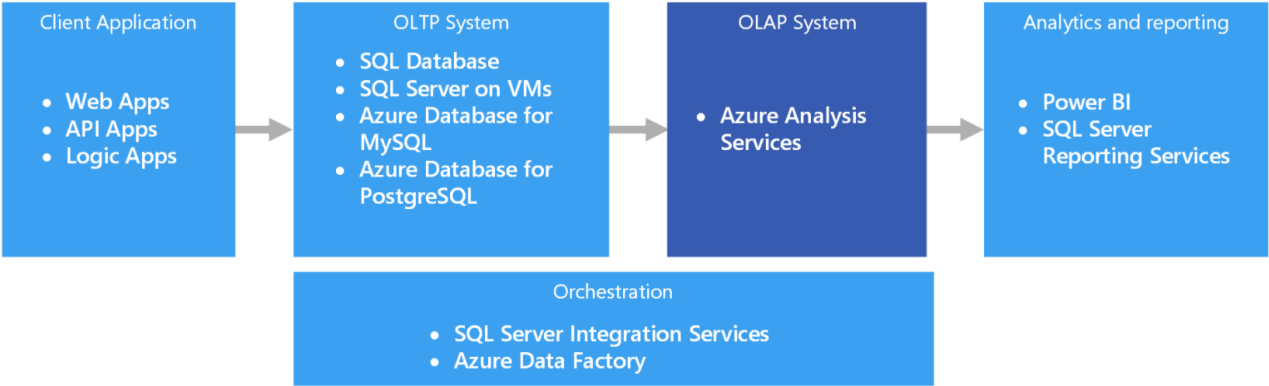 Client Application
• Web Apps
• API Apps
• Logic Apps
OLTP System
• SQL Database
• SQL Server on VMs
• Azure Database for
MySQL
• Azure Database for
PostgreSQL
OLAP System
• Azure Analysis
Services
Analytics and reporting
• Power BI
• SQL Server
Reporting Services
Orchestration
• SQL Server Integration Services
• Azure Data Factory